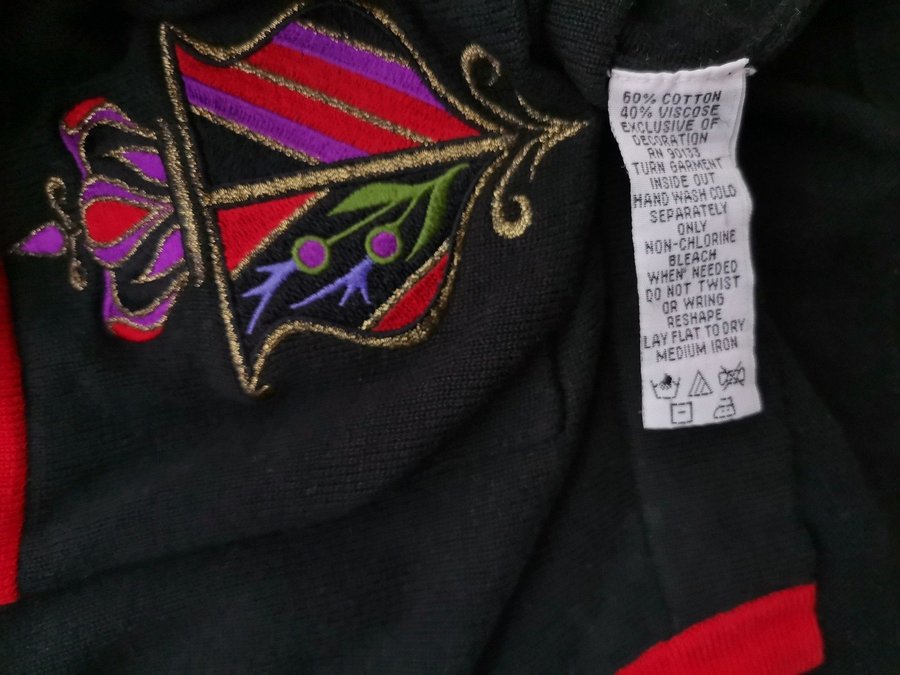 60% COTTON
40% VISCOSE
EXCLUSIVE OF
DECORATION
RN 90133
TURN GARMENT
INSIDE OUT
HAND WASH COLD
SEPARATELY
ONLY
NON-CHLORINE
BLEACH
WHEN NEEDED
DO NOT TWIST
OR WRING
RESHAPE
LAY FLAT TO DRY
MEDIUM IRON